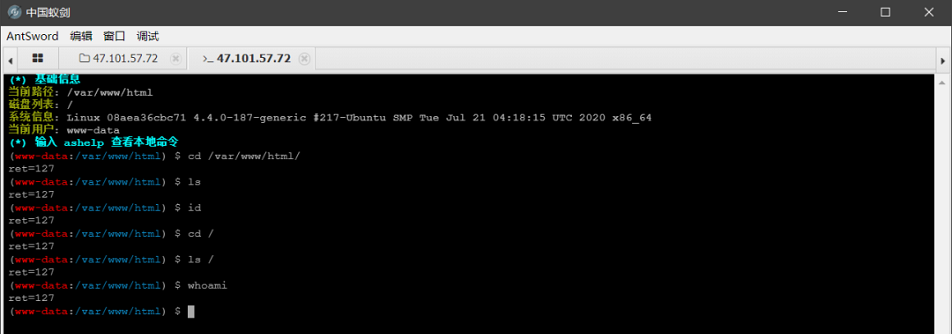 中国蚁剑
AntSword 编辑 窗口 调试
47.101.57.72 >_ 47.101.57.72
(*) 基础信息
当前路径: /var/www/html
磁盘列表: /
系统信息: Linux 08aea36cbc71 4.4.0-187-generic #217-Ubuntu SMP Tue Jul 21 04:18:15 UTC 2020 x86_64
当前用户: www-data
(*) 输入 ashelp 查看本地命令
(www-data:/var/www/html) $ cd /var/www/html/
ret=127
(www-data:/var/www/html) $ ls
ret=127
(www-data:/var/www/html) $ id
ret=127
(www-data:/var/www/html) $ cd /
ret=127
(www-data:/var/www/html) $ ls /
ret=127
(www-data:/var/www/html) $ whoami
ret=127
(www-data:/var/www/html) $